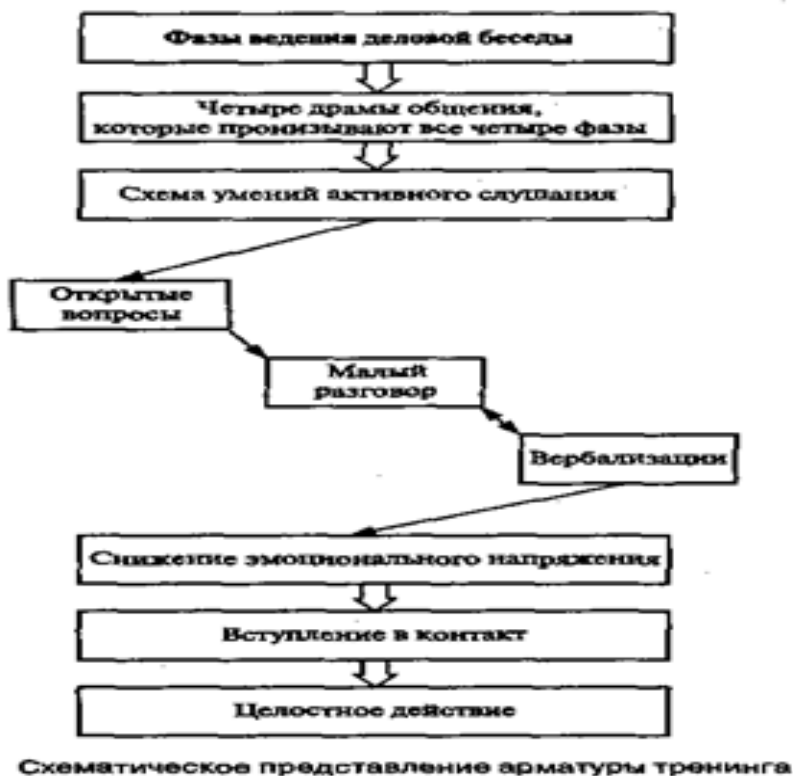 Фазы ведения деловой беседы
Четыре драмы общения,
которые пронизывают все четыре фазы
Схема умений активного слушания
Открытые
вопросы
Малый
разговор
Вербализации
Снижение эмоционального напряжения
Вступление в контакт
Целостное действие
Схематическое представление арматуры тренинга